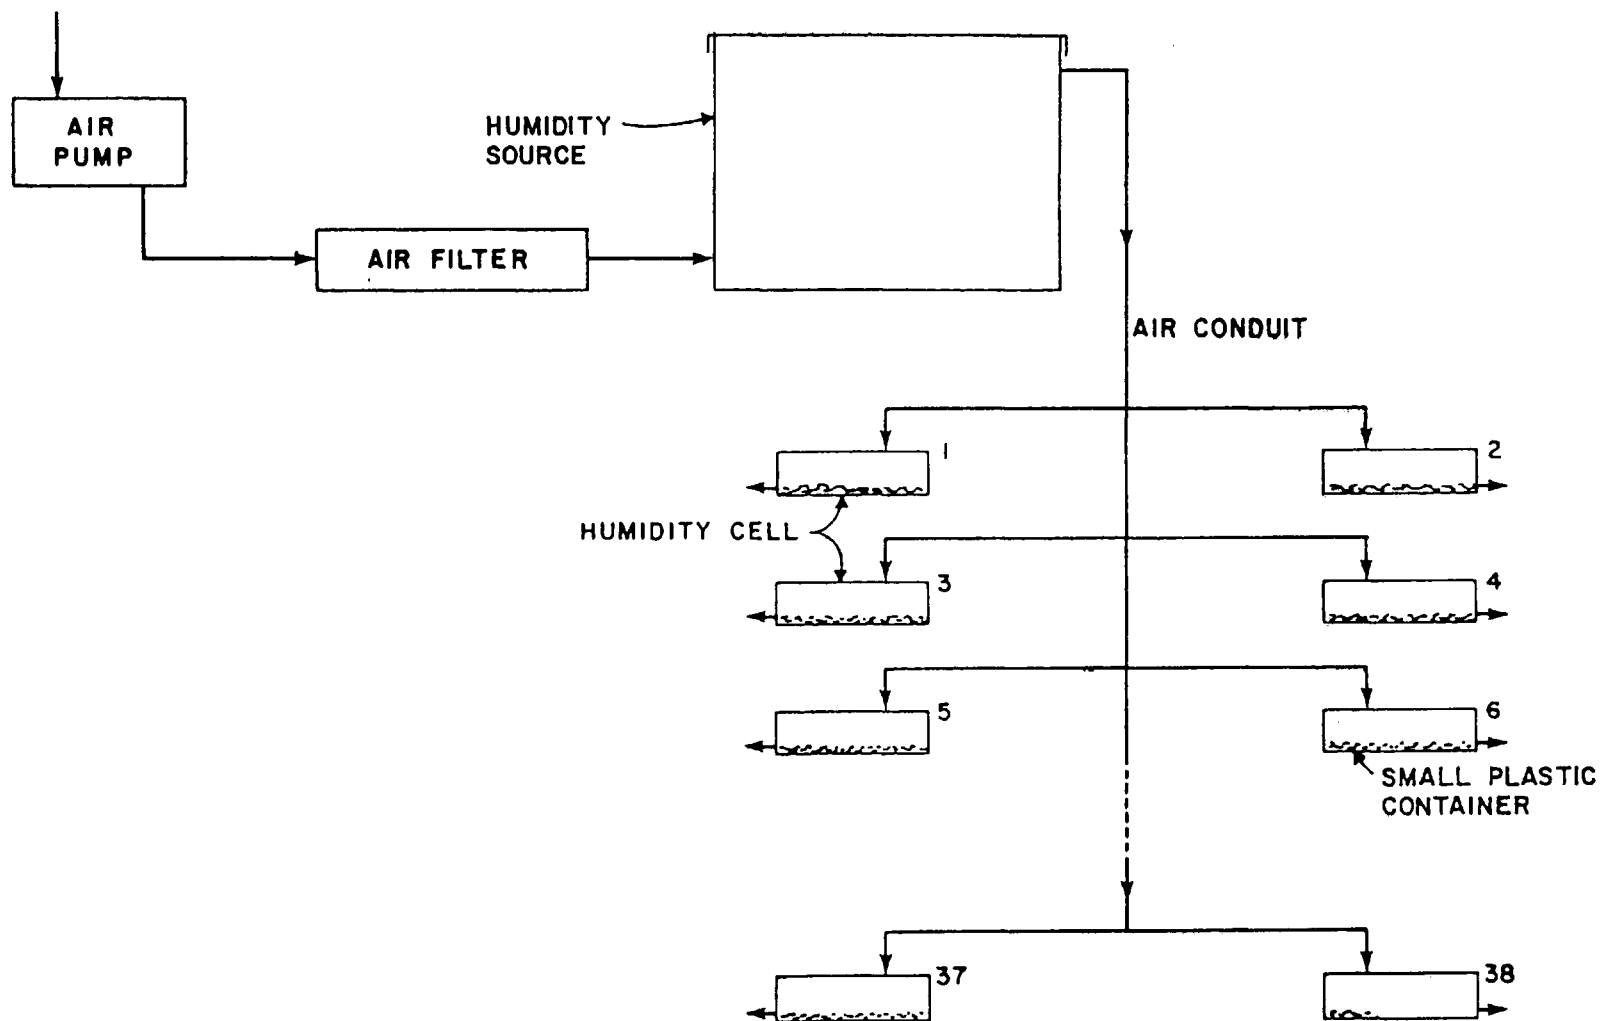 AIR
PUMP
HUMIDITY
SOURCE
AIR FILTER
AIR CONDUIT
1
2
HUMIDITY CELL
3
4
5
6
SMALL PLASTIC
CONTAINER
37
38